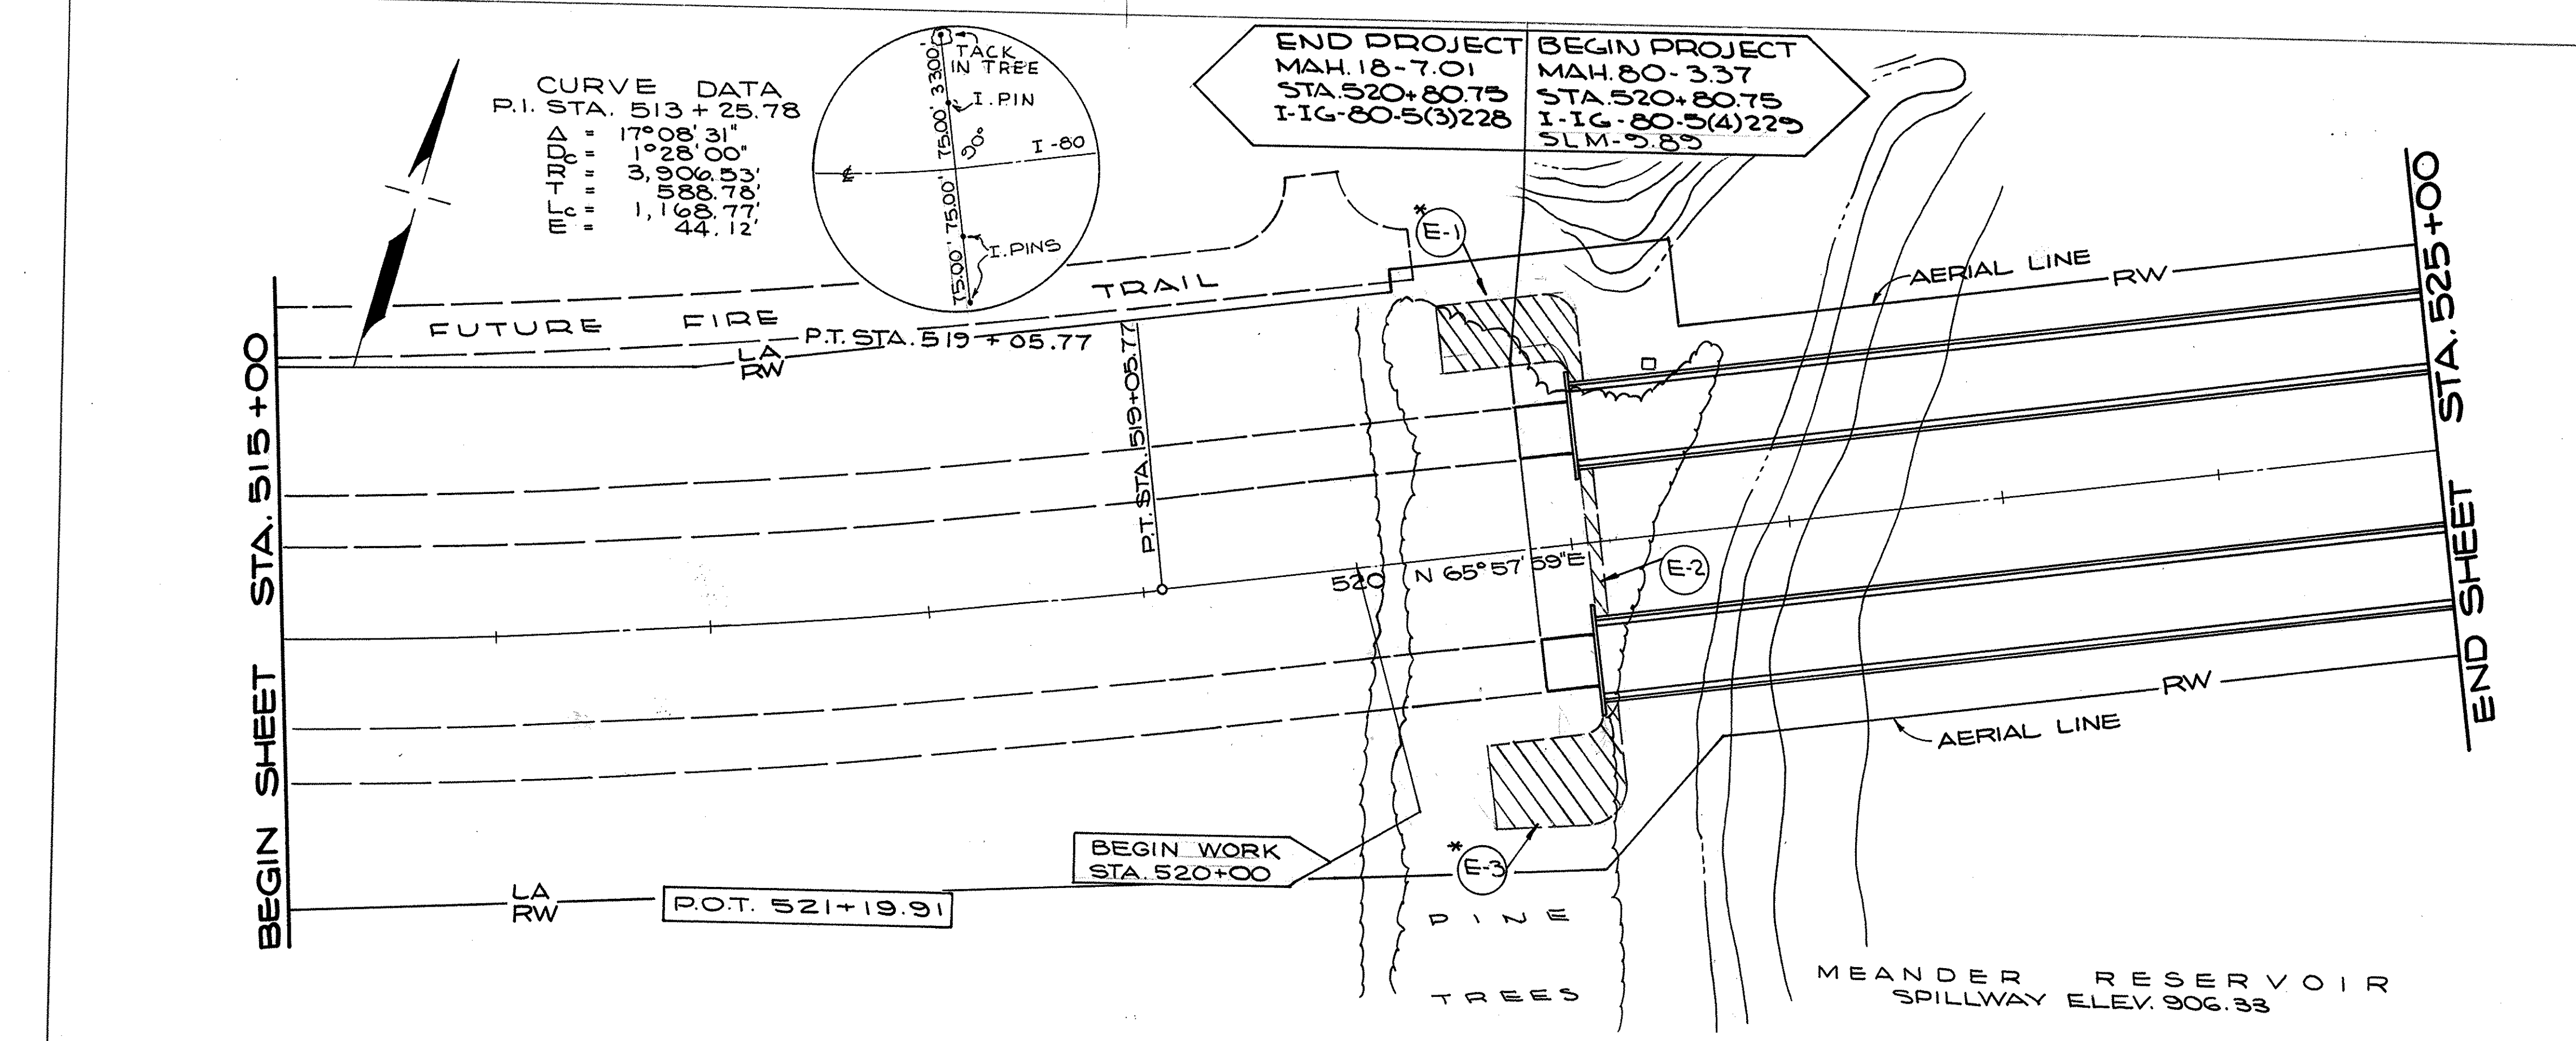 CURVE DATA
P.I. STA. 513 + 25.78
Δ = 17°08'31"
Dc = 1°28'00"
R = 3,906.53'
T = 588.78'
Lc = 1,168.77'
E = 44.12'
TACK
IN TREE
33.00'
I. PIN
75.00'
90°
I-80
℄
75.00'
I. PINS
75.00'
END PROJECT
MAH. 18-7.01
STA. 520+80.75
I-IG-80-5(3)228
BEGIN PROJECT
MAH. 80-3.37
STA. 520+80.75
I-IG-80-5(4)229
SLM-9.89
* E-1
AERIAL LINE
RW
FUTURE FIRE TRAIL
P.T. STA. 519 + 05.77
LA
RW
P.T. STA. 519+05.77
BEGIN SHEET STA. 515+00
END SHEET STA. 525+00
520
N 65°57'59"E
E-2
RW
AERIAL LINE
BEGIN WORK
STA. 520+00
* E-3
LA
RW
P.O.T. 521+19.91
PINE
TREES
MEANDER RESERVOIR
SPILLWAY ELEV. 906.33